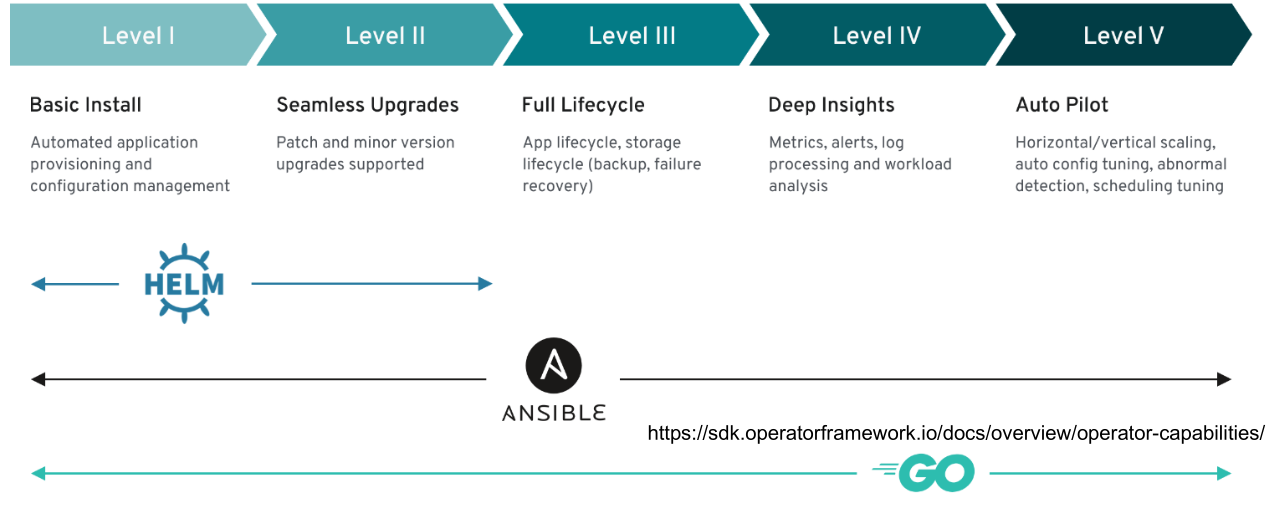 Level I
Level II
Level III
Level IV
Level V
Basic Install
Automated application
provisioning and
configuration management
Seamless Upgrades
Patch and minor version
upgrades supported
Full Lifecycle
App lifecycle, storage
lifecycle (backup, failure
recovery)
Deep Insights
Metrics, alerts, log
processing and workload
analysis
Auto Pilot
Horizontal/vertical scaling,
auto config tuning, abnormal
detection, scheduling tuning
HELM
A
ANSIBLE
https://sdk.operatorframework.io/docs/overview/operator-capabilities/
GO